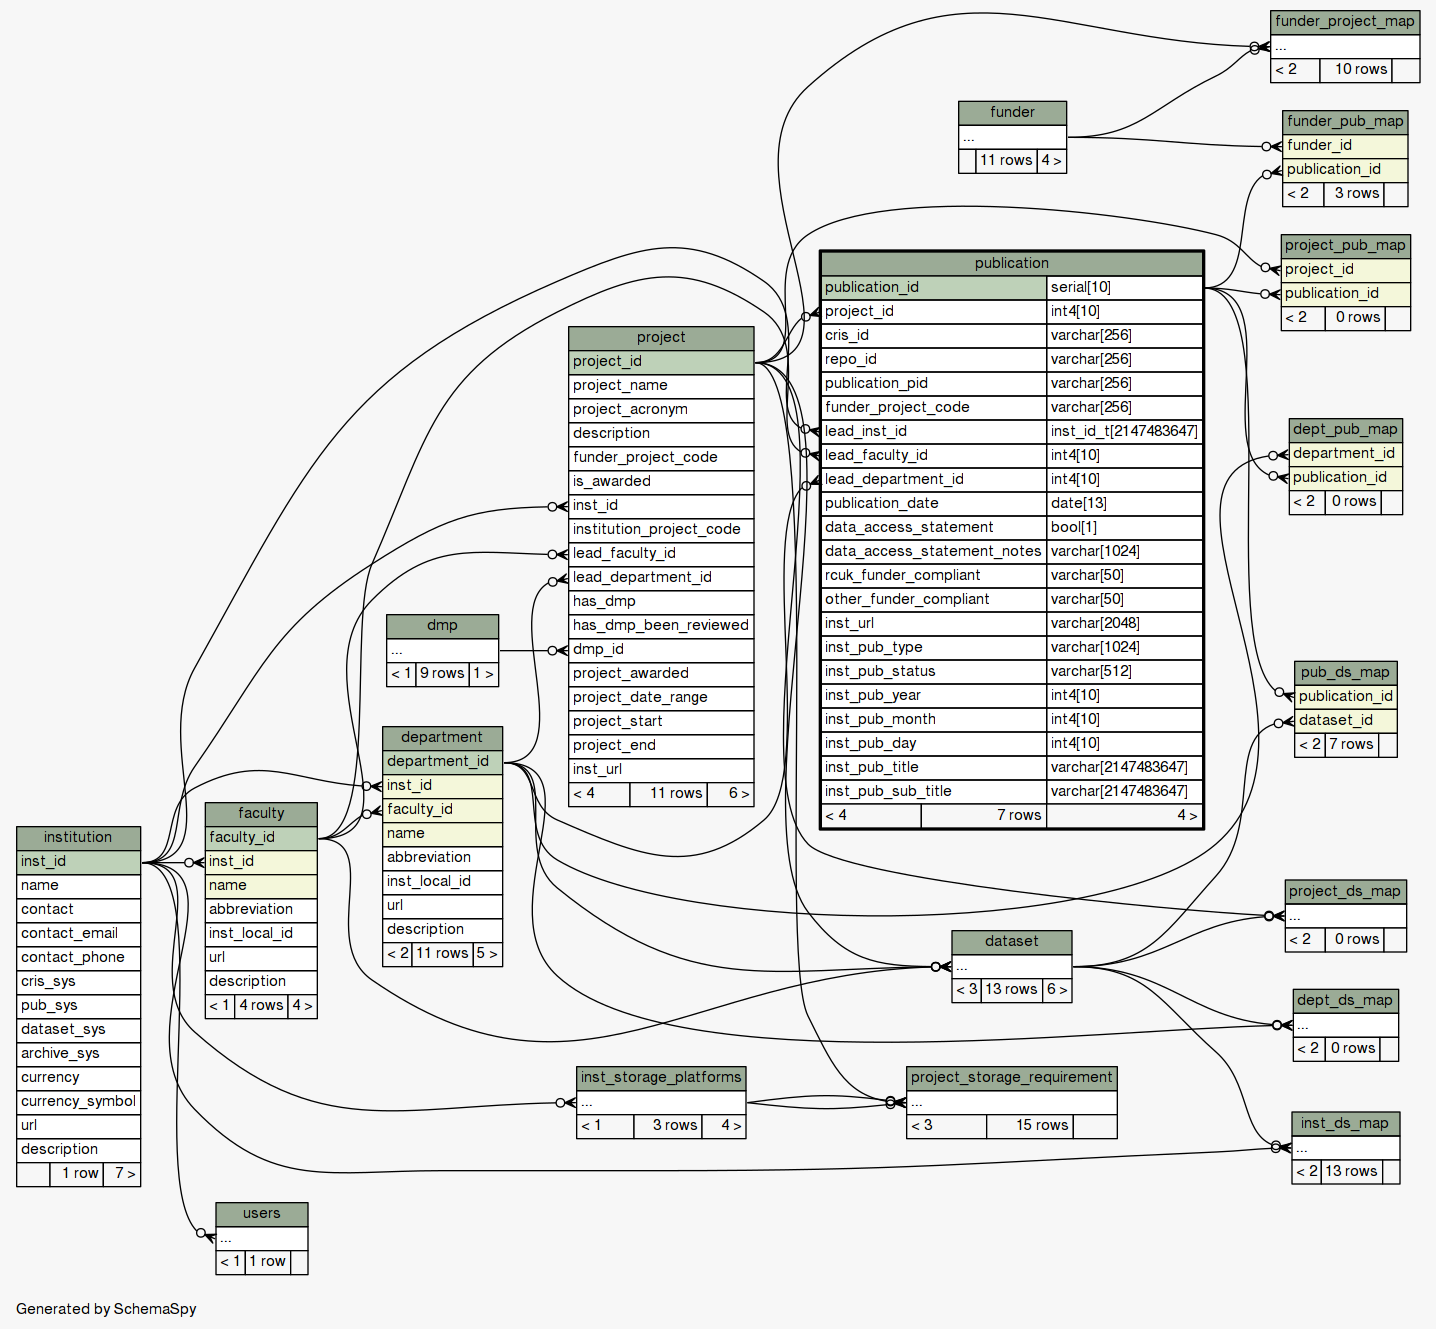 funder_project_map
...
< 2 10 rows
funder
...
11 rows 4 >
funder_pub_map
funder_id
publication_id
< 2 3 rows
project_pub_map
project_id
publication_id
< 2 0 rows
publication
publication_id serial[10]
project_id int4[10]
cris_id varchar[256]
repo_id varchar[256]
publication_pid varchar[256]
funder_project_code varchar[256]
lead_inst_id inst_id_t[2147483647]
lead_faculty_id int4[10]
lead_department_id int4[10]
publication_date date[13]
data_access_statement bool[1]
data_access_statement_notes varchar[1024]
rcuk_funder_compliant varchar[50]
other_funder_compliant varchar[50]
inst_url varchar[2048]
inst_pub_type varchar[1024]
inst_pub_status varchar[512]
inst_pub_year int4[10]
inst_pub_month int4[10]
inst_pub_day int4[10]
inst_pub_title varchar[2147483647]
inst_pub_sub_title varchar[2147483647]
< 4 7 rows 4 >
project
project_id
project_name
project_acronym
description
funder_project_code
is_awarded
inst_id
institution_project_code
lead_faculty_id
lead_department_id
has_dmp
has_dmp_been_reviewed
dmp_id
project_awarded
project_date_range
project_start
project_end
inst_url
< 4 11 rows 6 >
dept_pub_map
department_id
publication_id
< 2 0 rows
dmp
...
< 1 9 rows 1 >
pub_ds_map
publication_id
dataset_id
< 2 7 rows
department
department_id
inst_id
faculty_id
name
abbreviation
inst_local_id
url
description
< 2 11 rows 5 >
faculty
faculty_id
inst_id
name
abbreviation
inst_local_id
url
description
< 1 4 rows 4 >
institution
inst_id
name
contact
contact_email
contact_phone
cris_sys
pub_sys
dataset_sys
archive_sys
currency
currency_symbol
url
description
1 row 7 >
project_ds_map
...
< 2 0 rows
dataset
...
< 3 13 rows 6 >
dept_ds_map
...
< 2 0 rows
inst_storage_platforms
...
< 1 3 rows 4 >
project_storage_requirement
...
< 3 15 rows
inst_ds_map
...
< 2 13 rows
users
...
< 1 1 row
Generated by SchemaSpy